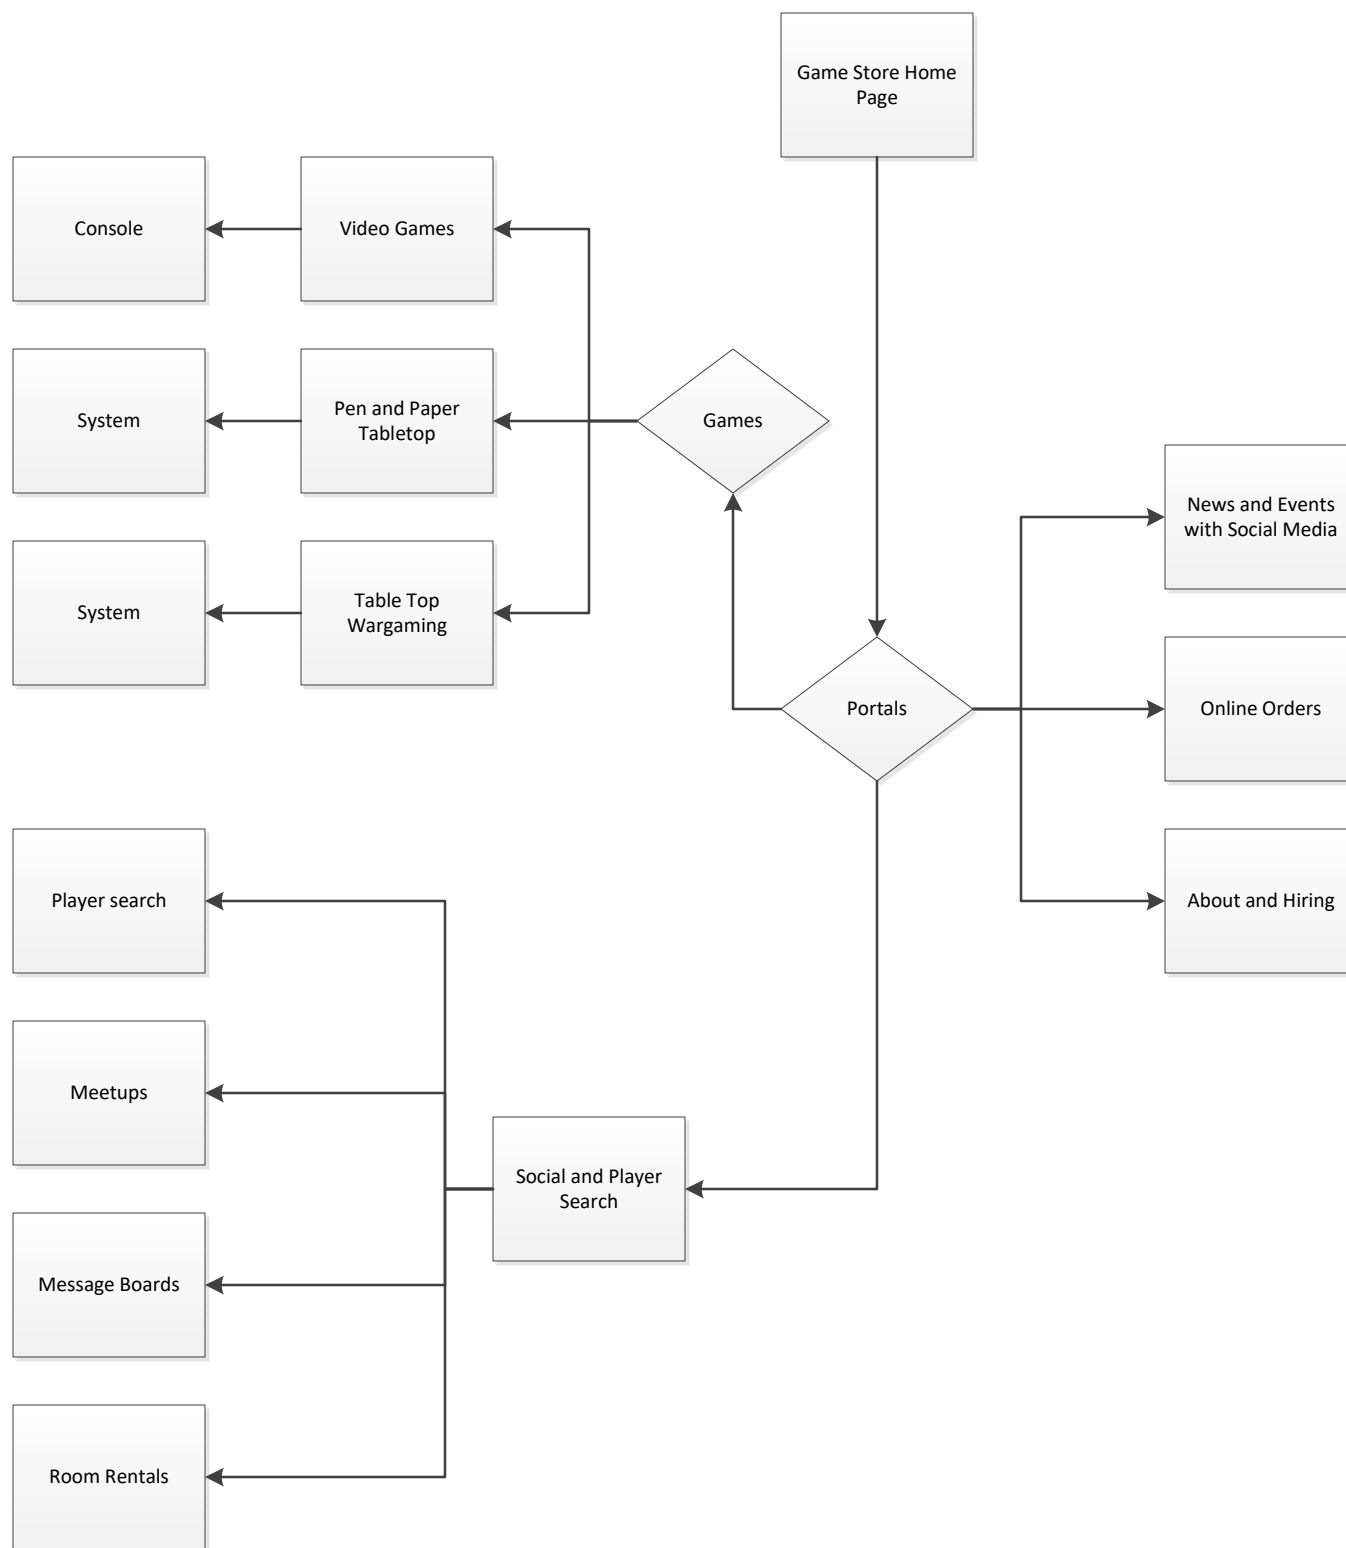 Game Store Home
Page
Console
Video Games
System
Pen and Paper
Tabletop
Games
System
Table Top
Wargaming
News and Events
with Social Media
Portals
Online Orders
Player search
About and Hiring
Meetups
Social and Player
Search
Message Boards
Room Rentals